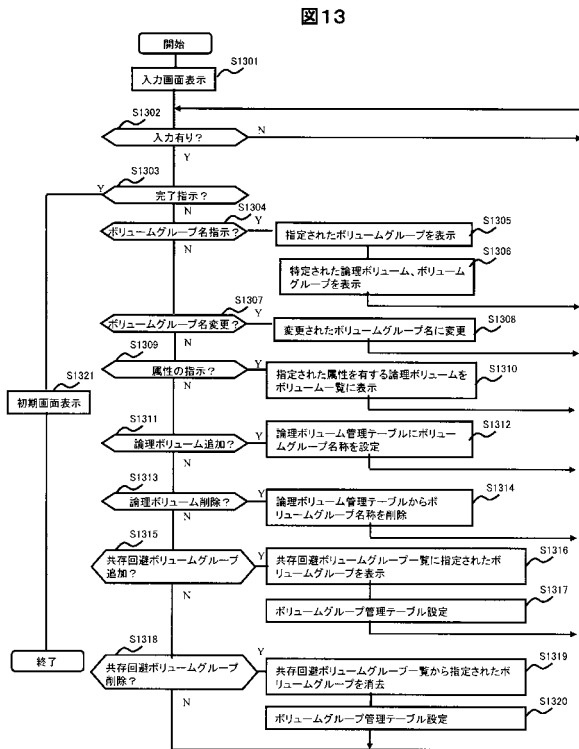 図13
開始
S1301
入力画面表示
S1302
入力有り?
N
Y
S1303
Y
完了指示?
N
S1304
ボリュームグループ名指示?
Y
N
S1305
指定されたボリュームグループを表示
S1306
特定された論理ボリューム、ボリューム
グループを表示
S1307
ボリュームグループ名変更?
Y
N
S1308
変更されたボリュームグループ名に変更
S1309
属性の指示?
Y
N
S1310
指定された属性を有する論理ボリュームを
ボリューム一覧に表示
S1321
初期画面表示
S1311
論理ボリューム追加?
Y
N
S1312
論理ボリューム管理テーブルにボリュー
ムグループ名称を設定
S1313
論理ボリューム削除?
Y
N
S1314
論理ボリューム管理テーブルからボ
リュームグループ名称を削除
S1315
共存回避ボリュームグループ
追加?
Y
N
S1316
共存回避ボリュームグループ一覧に指定されたボ
リュームグループを表示
S1317
ボリュームグループ管理テーブル設定
S1318
共存回避ボリュームグループ
削除?
Y
N
S1319
共存回避ボリュームグループ一覧から指定されたボ
リュームグループを消去
S1320
ボリュームグループ管理テーブル設定
終了